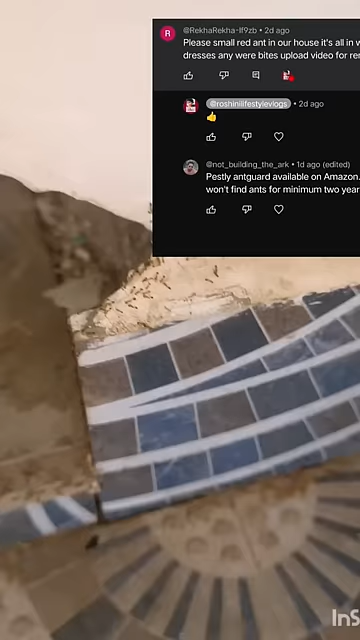 R
@RekhaRekha-lf9zb • 2d ago
Please small red ant in our house it's all in w
dresses any were bites upload video for re
@roshinilifestylevlogs • 2d ago
👍
@not_building_the_ark • 1d ago (edited)
Pestly antguard available on Amazon.
won't find ants for minimum two year
InS